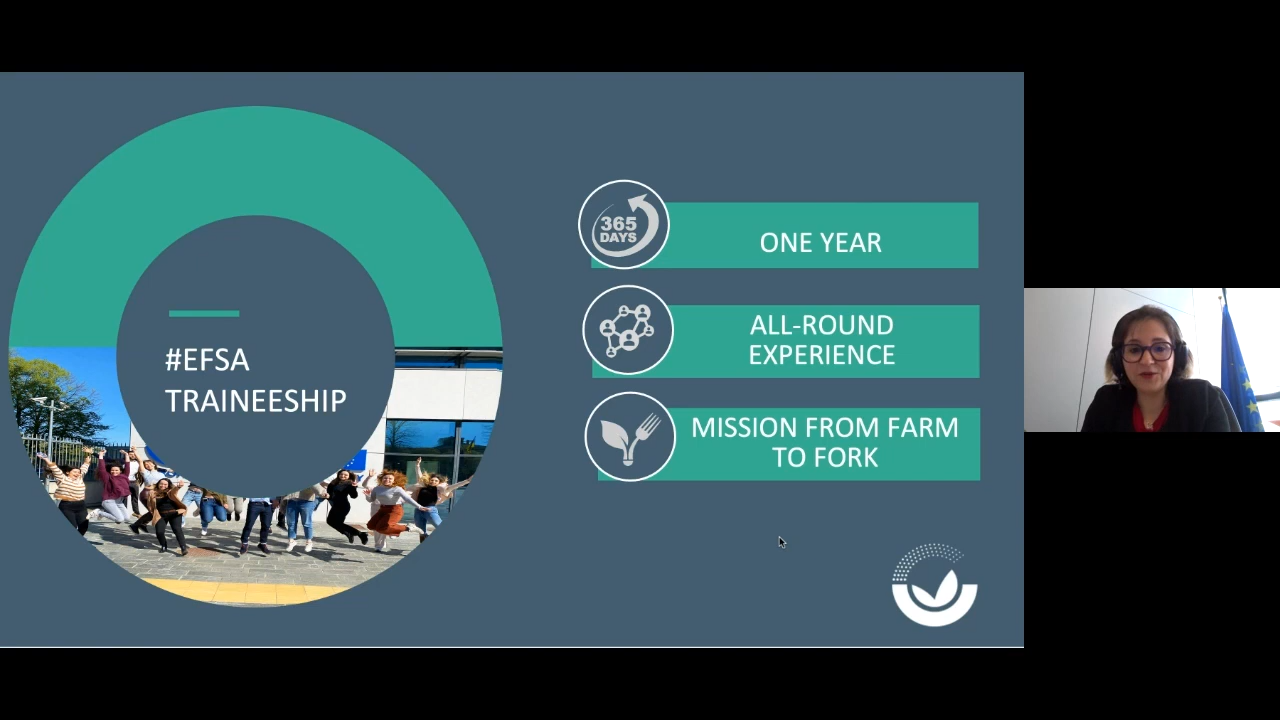 #EFSA
TRAINEESHIP
365
DAYS
ONE YEAR
ALL-ROUND
EXPERIENCE
MISSION FROM FARM
TO FORK